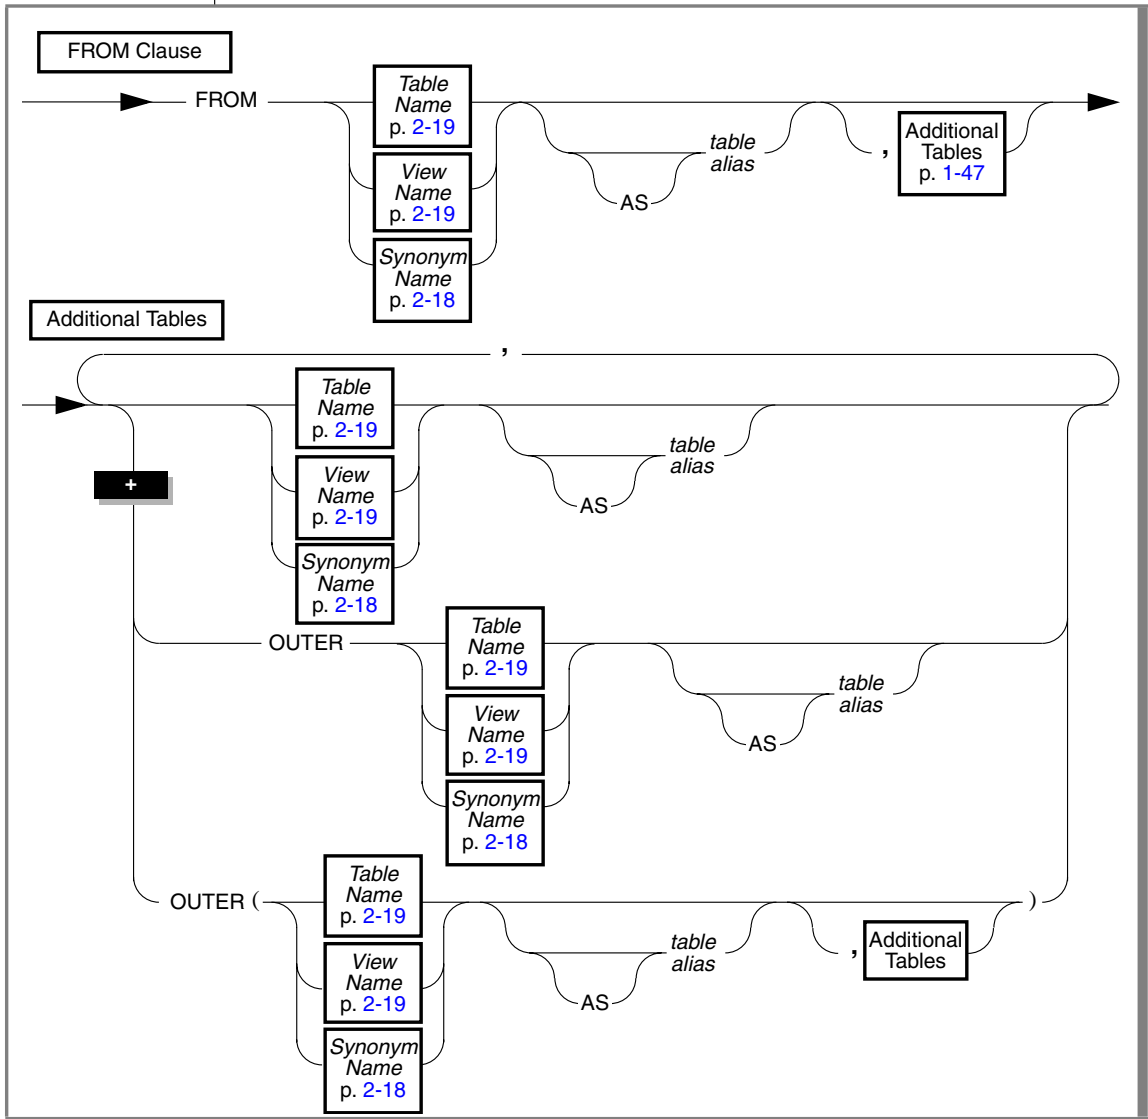 FROM Clause
FROM
Table
Name
p. 2-19
View
Name
p. 2-19
Synonym
Name
p. 2-18
AS
table
alias
,
Additional
Tables
p. 1-47
Additional Tables
,
+
Table
Name
p. 2-19
View
Name
p. 2-19
Synonym
Name
p. 2-18
AS
table
alias
OUTER
Table
Name
p. 2-19
View
Name
p. 2-19
Synonym
Name
p. 2-18
AS
table
alias
OUTER (
Table
Name
p. 2-19
View
Name
p. 2-19
Synonym
Name
p. 2-18
AS
table
alias
,
Additional
Tables
)